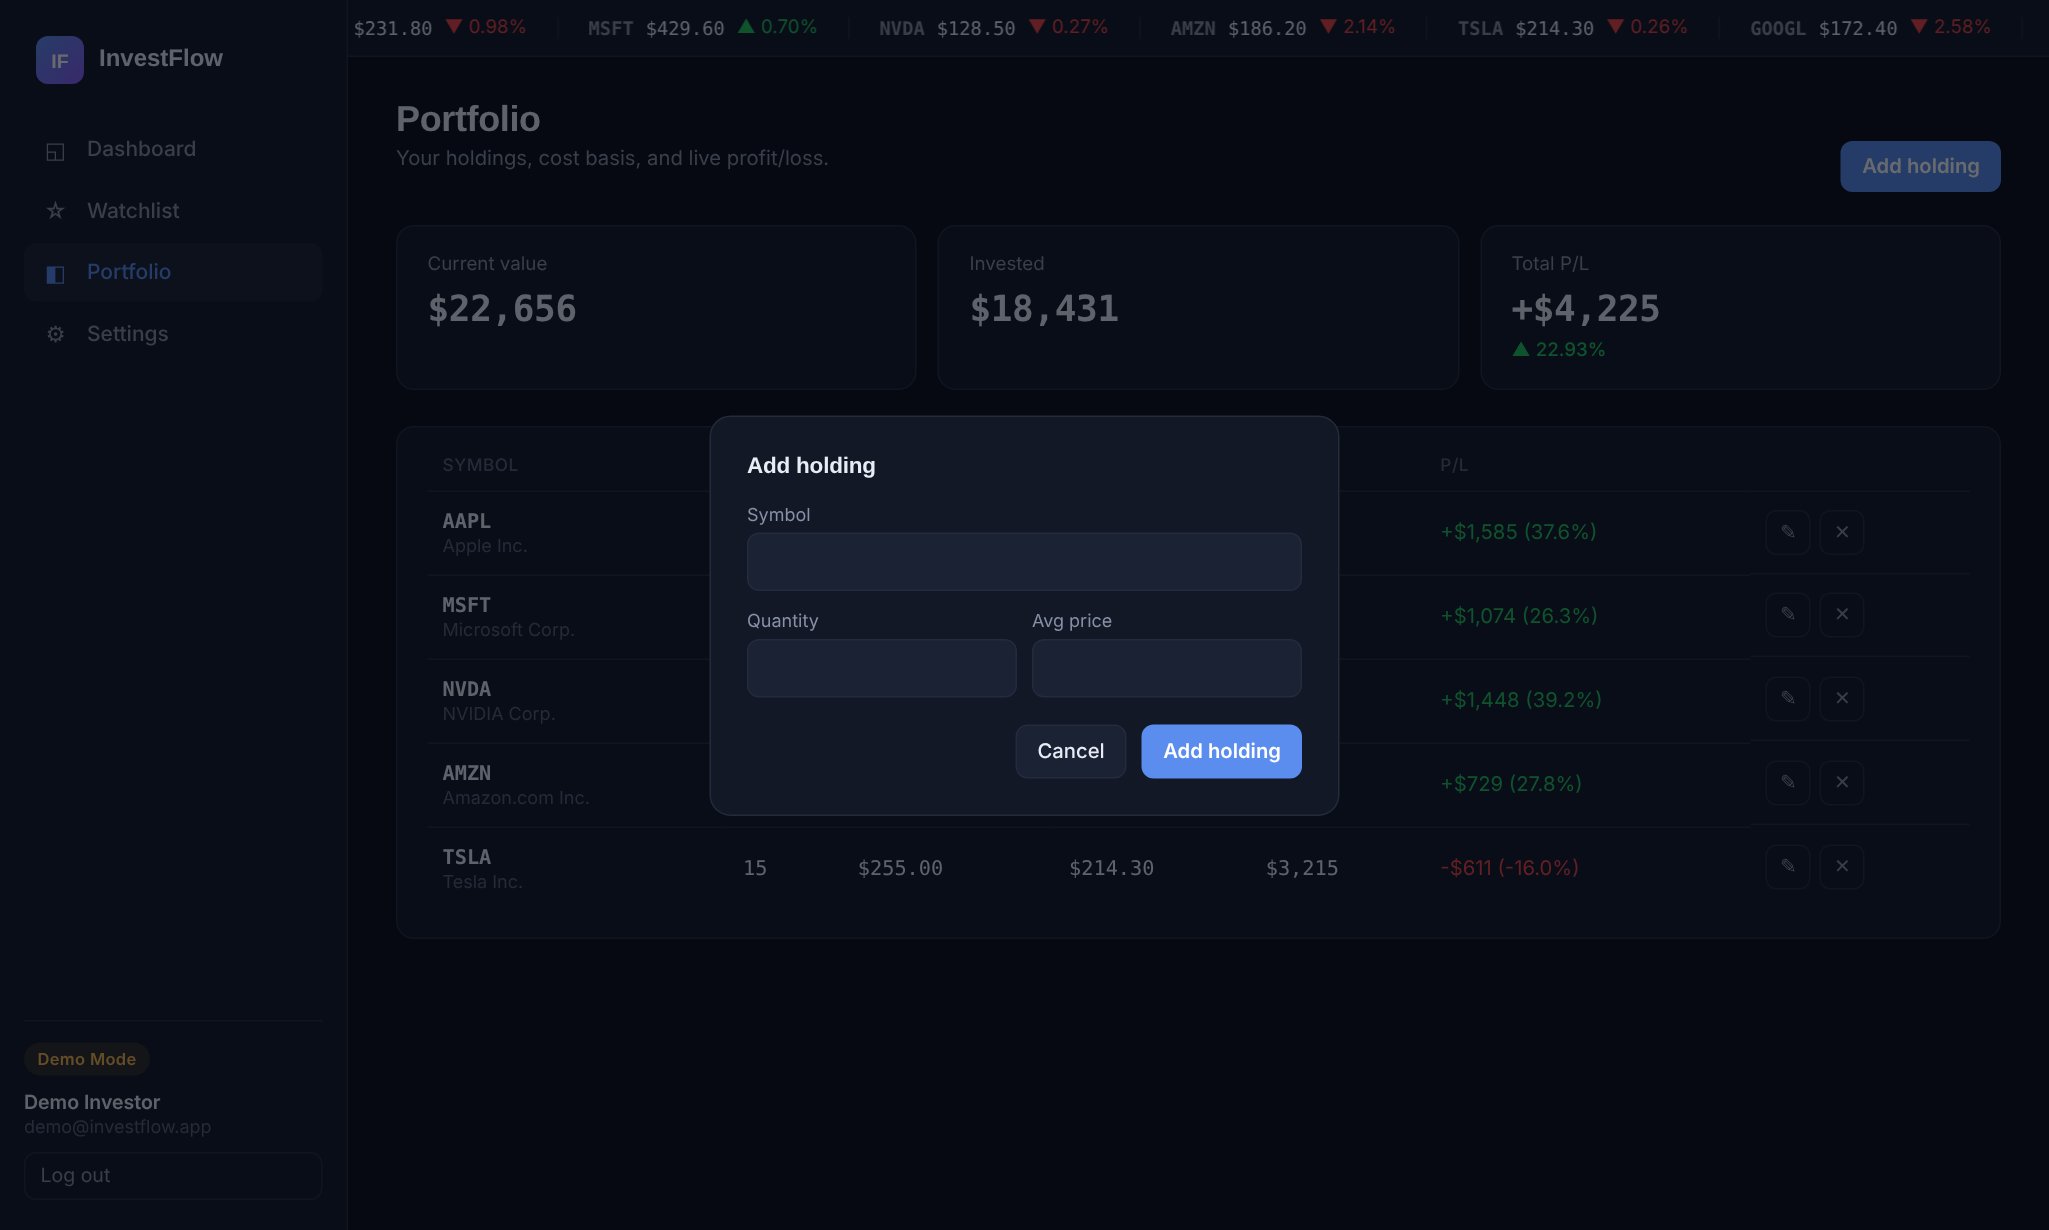 IF InvestFlow
Dashboard
Watchlist
Portfolio
Settings
Demo Mode
Demo Investor
demo@investflow.app
Log out
$231.80 ▼ 0.98% MSFT $429.60 ▲ 0.70% NVDA $128.50 ▼ 0.27% AMZN $186.20 ▼ 2.14% TSLA $214.30 ▼ 0.26% GOOGL $172.40 ▼ 2.58%
Portfolio
Your holdings, cost basis, and live profit/loss.
Add holding
Current value
$22,656
Invested
$18,431
Total P/L
+$4,225
▲ 22.93%
SYMBOL P/L
AAPL
Apple Inc.
+$1,585 (37.6%)
MSFT
Microsoft Corp.
+$1,074 (26.3%)
NVDA
NVIDIA Corp.
+$1,448 (39.2%)
AMZN
Amazon.com Inc.
+$729 (27.8%)
TSLA
Tesla Inc.
15 $255.00 $214.30 $3,215 -$611 (-16.0%)
Add holding
Symbol
Quantity Avg price
Cancel Add holding